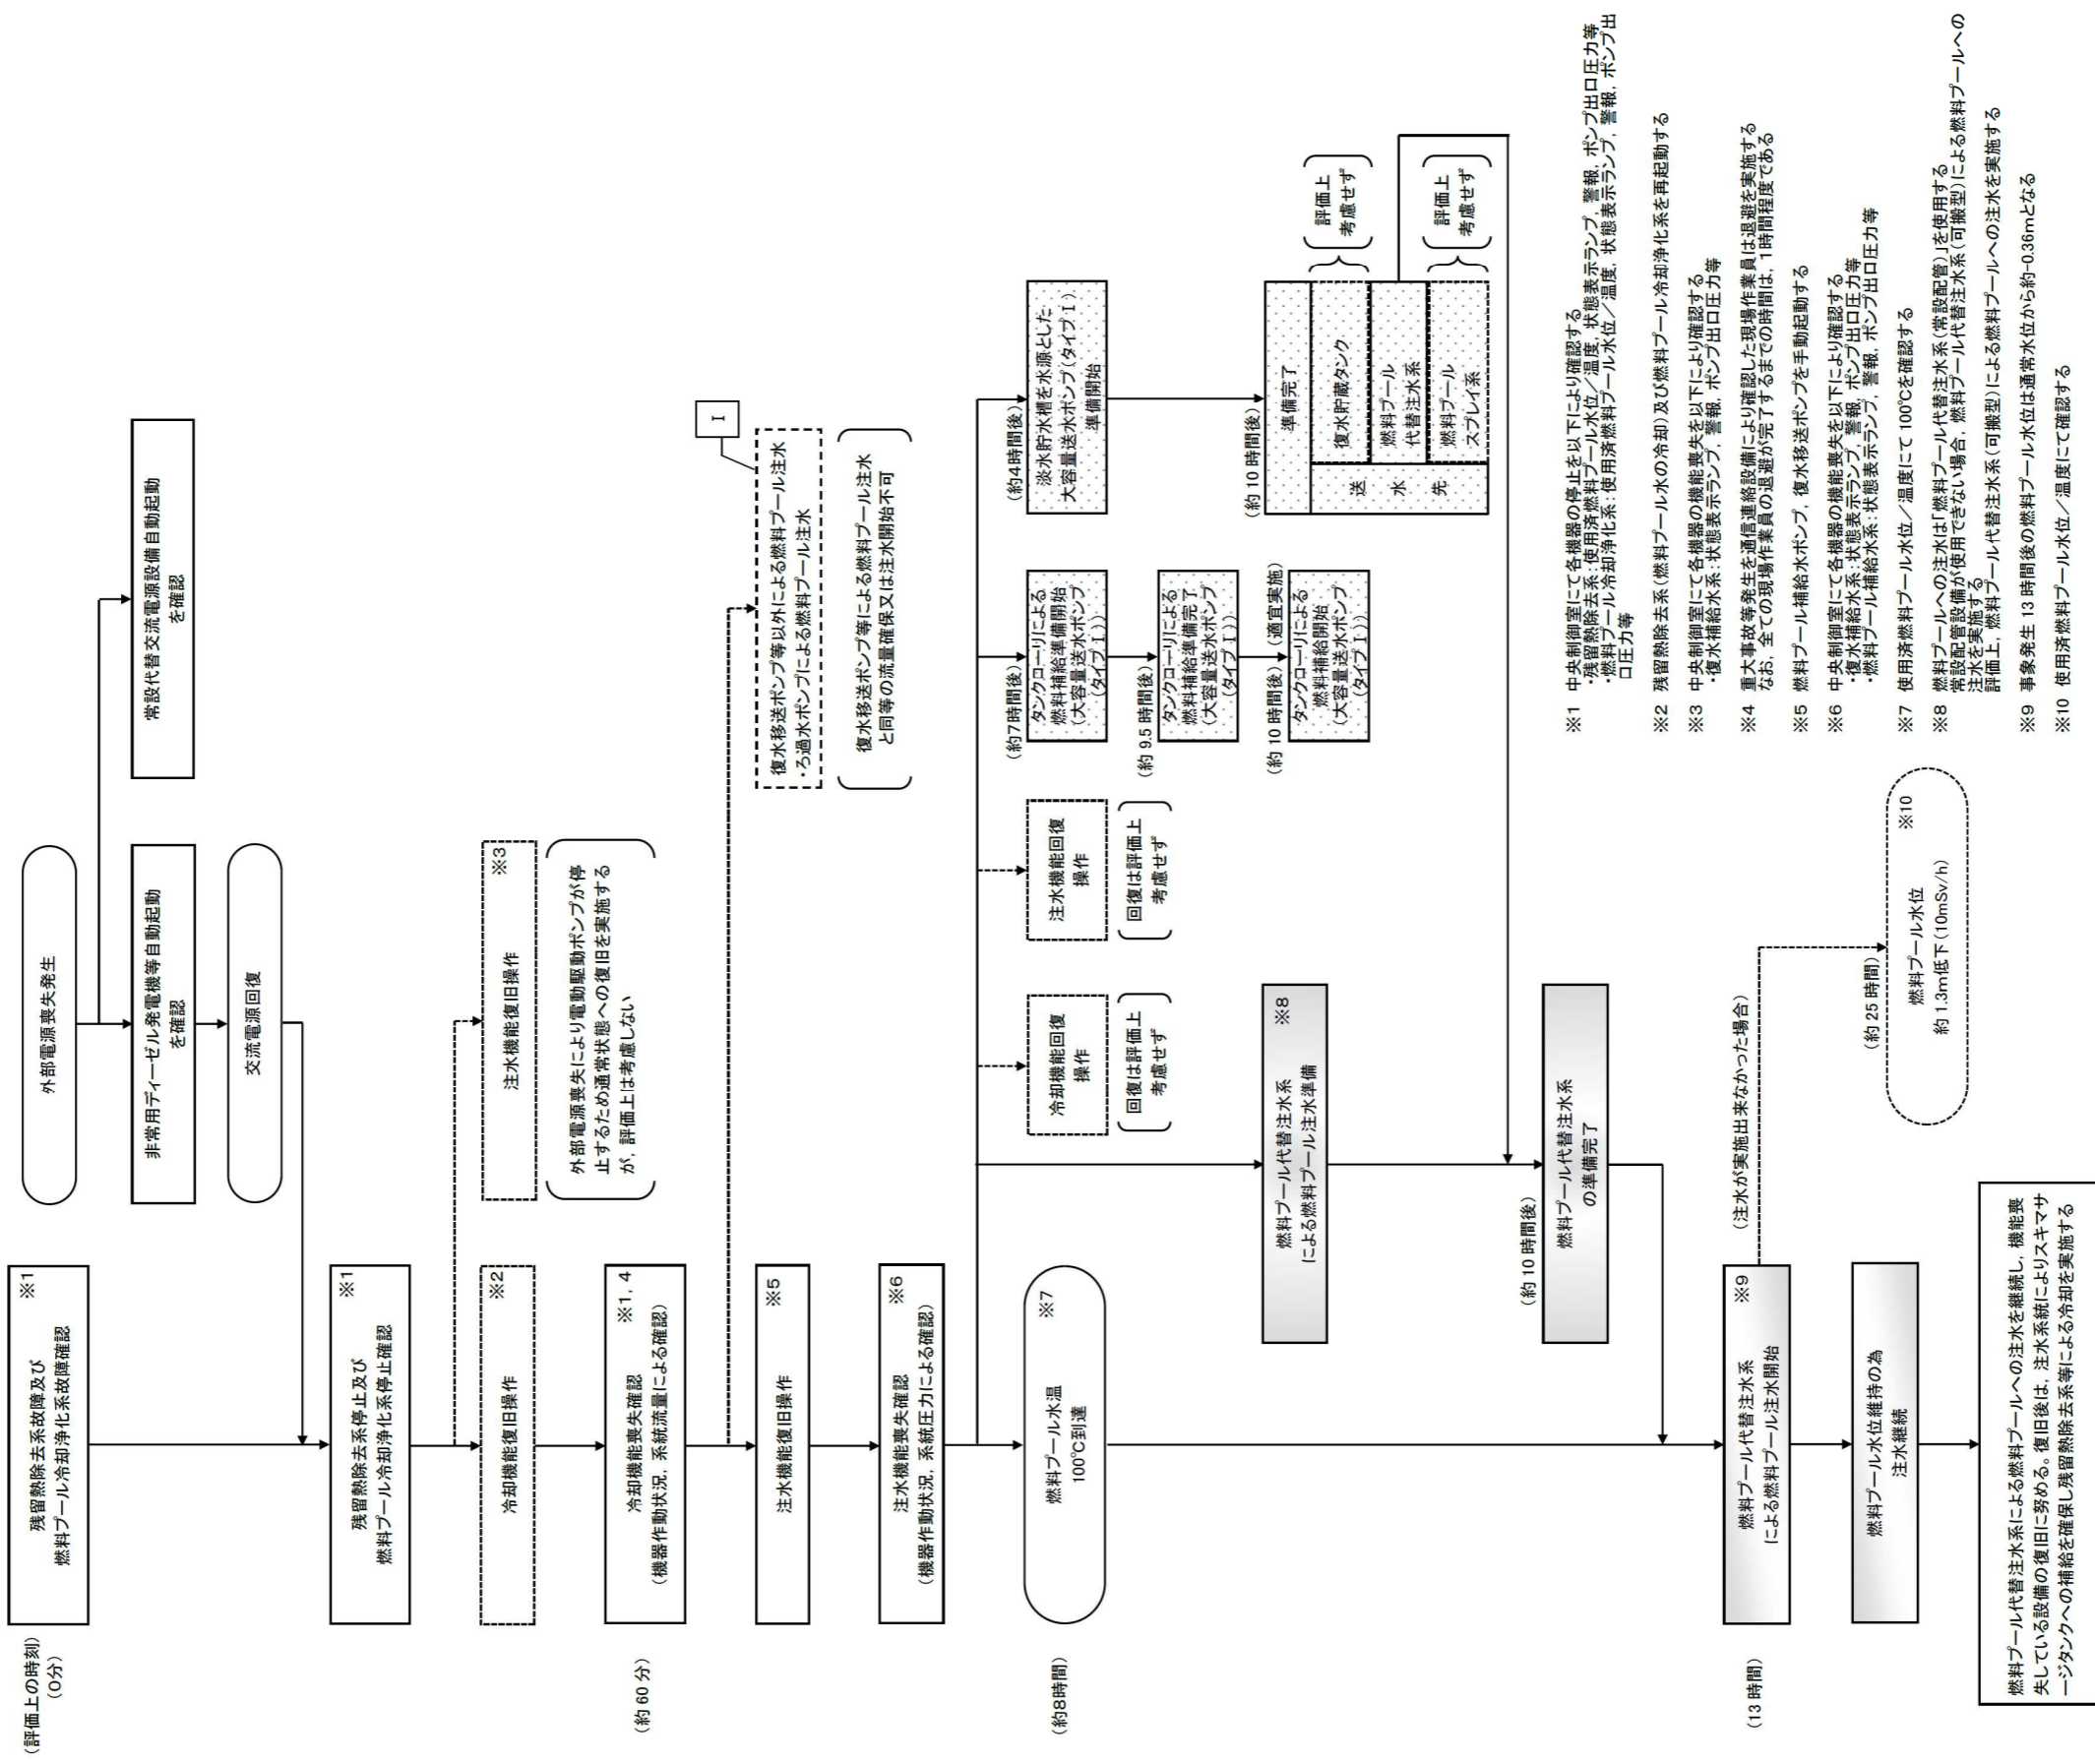 (評価上の時刻)
(0分)
残留熱除去系故障及び
燃料プール冷却浄化系故障確認
※1
外部電源喪失発生
非常用ディーゼル発電機等自動起動
を確認
常設代替交流電源設備自動起動
を確認
交流電源回復
残留熱除去系停止及び
燃料プール冷却浄化系停止確認
※1
冷却機能復旧操作
※2
注水機能復旧操作
※3
外部電源喪失により電動駆動ポンプが停
止するため通常状態への復旧を実施する
が，評価上は考慮しない
(約 60 分)
冷却機能喪失確認
(機器作動状況，系統流量による確認)
※1，4
I
復水移送ポンプ等以外による燃料プール注水
・ろ過水ポンプによる燃料プール注水
復水移送ポンプ等による燃料プール注水
と同等の流量確保又は注水開始不可
注水機能復旧操作
※5
注水機能喪失確認
(機器作動状況，系統圧力による確認)
※6
(約8時間)
燃料プール水温
100℃到達
※7
冷却機能回復
操作
回復は評価上
考慮せず
注水機能回復
操作
回復は評価上
考慮せず
(約7時間後)
タンクローリによる
燃料補給準備開始
(大容量送水ポンプ
(タイプⅠ))
(約 9.5 時間後)
タンクローリによる
燃料補給準備完了
(大容量送水ポンプ
(タイプⅠ))
(約 10 時間後)(適宜実施)
タンクローリによる
燃料補給開始
(大容量送水ポンプ
(タイプⅠ))
(約4時間後)
淡水貯水槽を水源とした
大容量送水ポンプ(タイプⅠ)
準備開始
(約 10 時間後)
準備完了
送水先
復水貯蔵タンク
燃料プール
代替注水系
燃料プール
スプレイ系
評価上
考慮せず
評価上
考慮せず
燃料プール代替注水系
による燃料プール注水準備
※8
(約 10 時間後)
燃料プール代替注水系
の準備完了
(13 時間)
燃料プール代替注水系
による燃料プール注水開始
※9
(注水が実施出来なかった場合)
(約 25 時間)
燃料プール水位
約 1.3m低下(10mSv/h)
※10
燃料プール水位維持の為
注水継続
燃料プール代替注水系による燃料プールへの注水を継続し，機能喪
失している設備の復旧に努める。復旧後は，注水系統によりスキマサ
ージタンクへの補給を確保し残留熱除去系等による冷却を実施する
※1 中央制御室にて各機器の停止を以下により確認する
・残留熱除去系：使用済燃料プール水位／温度，状態表示ランプ，警報，ポンプ出口圧力等
・燃料プール冷却浄化系：使用済燃料プール水位／温度，状態表示ランプ，警報，ポンプ出
口圧力等
※2 残留熱除去系(燃料プール水の冷却)及び燃料プール冷却浄化系を再起動する
※3 中央制御室にて各機器の機能喪失を以下により確認する
・復水補給水系：状態表示ランプ，警報，ポンプ出口圧力等
※4 重大事故等発生を通信連絡設備により確認した現場作業員は退避を実施する
なお，全ての現場作業員の退避が完了するまでの時間は，1時間程度である
※5 燃料プール補給水ポンプ，復水移送ポンプを手動起動する
※6 中央制御室にて各機器の機能喪失を以下により確認する
・復水補給水系：状態表示ランプ，警報，ポンプ出口圧力等
・燃料プール補給水系：状態表示ランプ，警報，ポンプ出口圧力等
※7 使用済燃料プール水位／温度にて 100℃を確認する
※8 燃料プールへの注水は「燃料プール代替注水系(常設配管)」を使用する
常設配管設備が使用できない場合，燃料プール代替注水系(可搬型)による燃料プールへの
注水を実施する
評価上，燃料プール代替注水系(可搬型)による燃料プールへの注水を実施する
※9 事象発生 13 時間後の燃料プール水位は通常水位から約-0.36mとなる
※10 使用済燃料プール水位／温度にて確認する